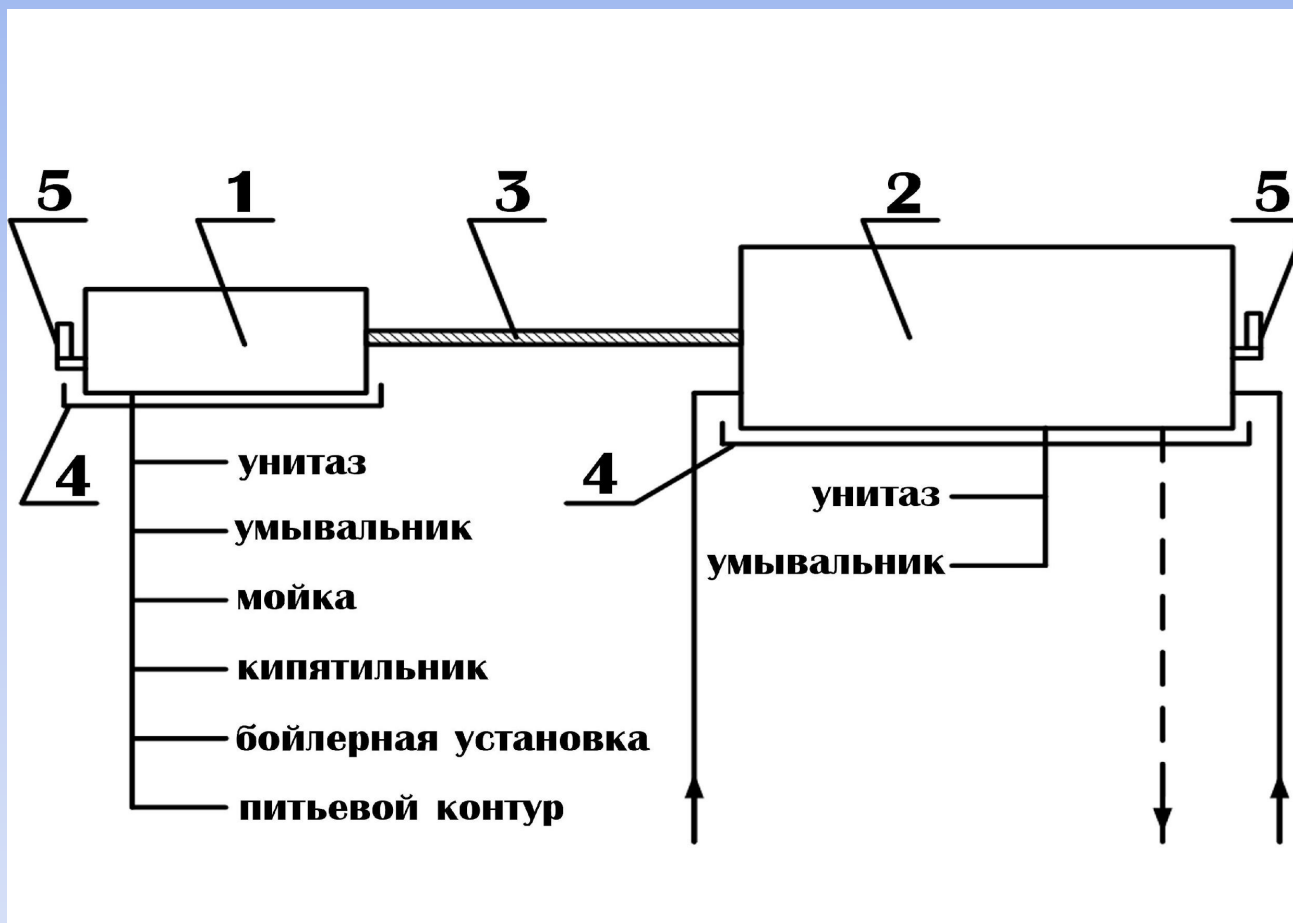 5 1 3 2 5
4 4
унитаз
умывальник
мойка
кипятильник
бойлерная установка
питьевой контур
унитаз
умывальник